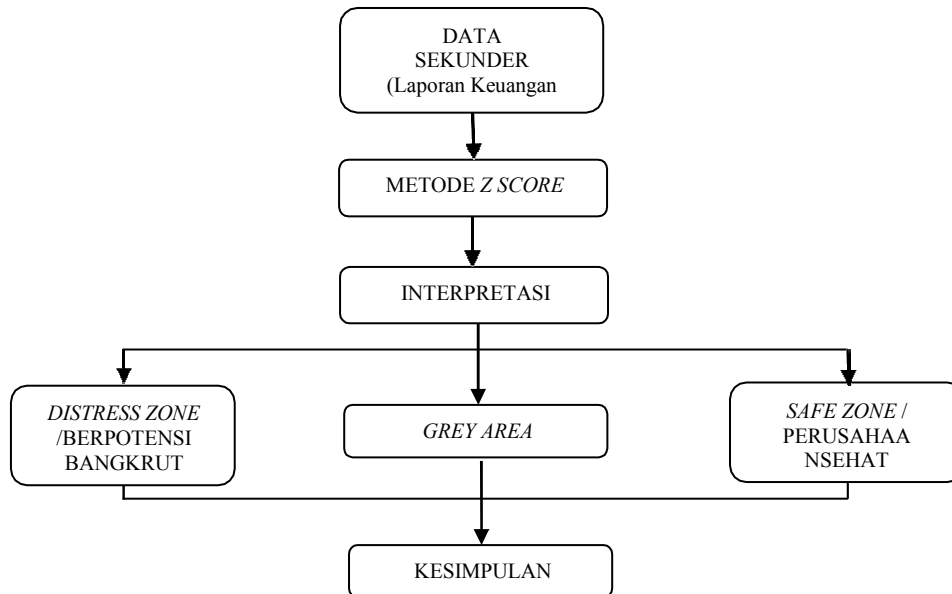 DATA
SEKUNDER
(Laporan Keuangan
METODE Z SCORE
INTERPRETASI
DISTRESS ZONE
/BERPOTENSI
BANGKRUT
GREY AREA
SAFE ZONE /
PERUSAHAA
NSEHAT
KESIMPULAN